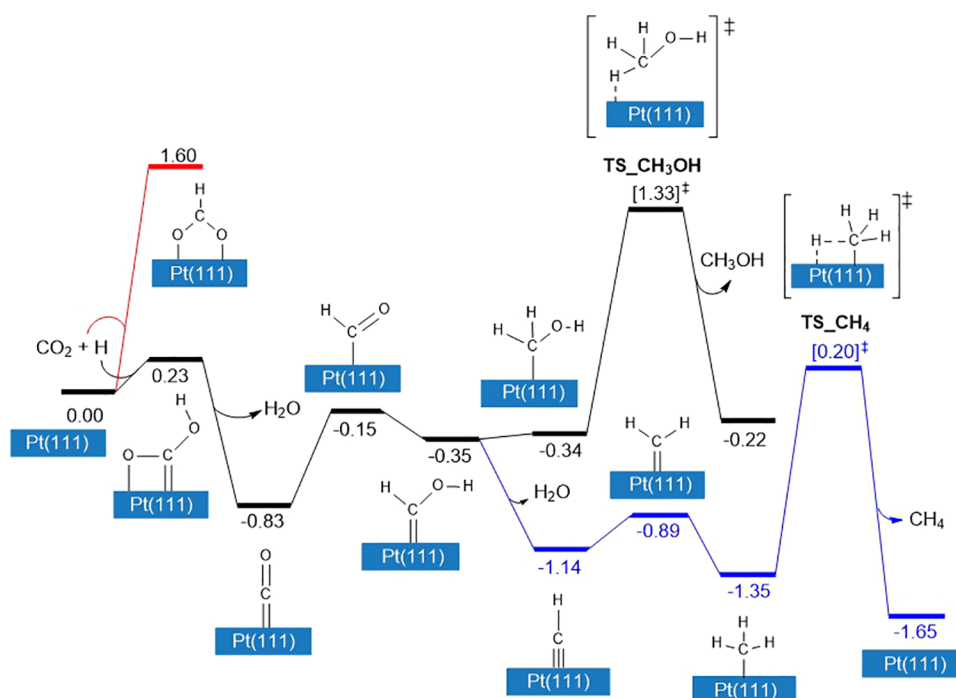 H
H
O
H
H
Pt(111)
‡
TS_CH₃OH
[1.33]‡
1.60
H
C
O
O
Pt(111)
H
H
H
H
C
Pt(111)
‡
TS_CH₄
[0.20]‡
CH₃OH
CO₂ + H
0.00
Pt(111)
0.23
H
O
O
C
Pt(111)
H₂O
-0.83
O
C
Pt(111)
H
O
C
Pt(111)
-0.15
-0.35
H
O
H
C
Pt(111)
H
H
O-H
C
Pt(111)
-0.34
H₂O
-1.14
H
C
Pt(111)
H
H
C
Pt(111)
-0.89
-0.22
-1.35
H
H
C
H
Pt(111)
CH₄
-1.65
Pt(111)